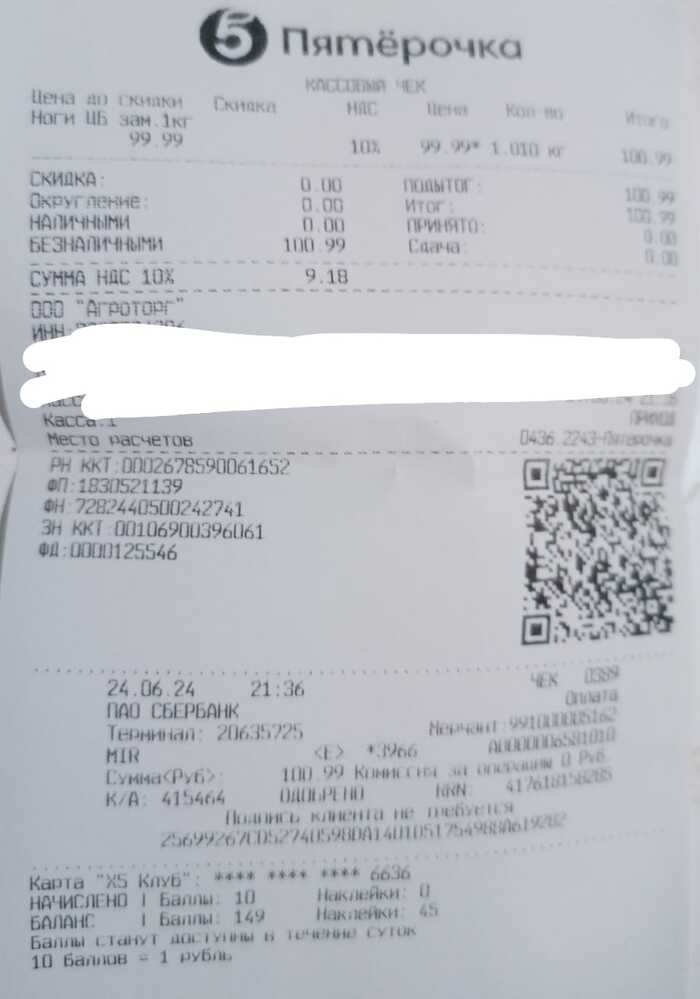 5 Пятёрочка
КАССОВЫЙ ЧЕК
Цена до скидки Скидка НДС Цена Кол-во Итого
Ноги ЦБ зам.1кг
99.99 10% 99.99* 1.010 кг 100.99
СКИДКА: 0.00 ПОДЫТОГ: 100.99
Округление: 0.00 Итог: 100.99
НАЛИЧНЫМИ 0.00 ПРИНЯТО: 0.00
БЕЗНАЛИЧНЫМИ 100.99 Сдача: 0.00
СУММА НДС 10% 9.18
ООО "АГРОТОРГ"
ИНН:
Касса:1 ПРИХОД
Место расчетов 0436 2243-Пятерочка
РН ККТ:0002678590061652
ФП:1830521139
ФН:7282440500242741
ЗН ККТ:00106900396061
ФД:0000125546
ЧЕК 0389
24.06.24 21:36 Оплата
ПАО СБЕРБАНК
Терминал: 20635725 Мерчант:991000005162
MIR <E> *3966 A0000006581010
Сумма<Руб>: 100.99 Комиссия за операцию 0 Руб.
К/А: 415464 ОДОБРЕНО RRN: 417618158285
Подпись клиента не требуется
Карта "X5 Клуб": **** **** **** 6636
НАЧИСЛЕНО | Баллы: 10 Наклейки: 0
БАЛАНС | Баллы: 149 Наклейки: 45
Баллы станут доступны в течение суток
10 баллов = 1 рубль